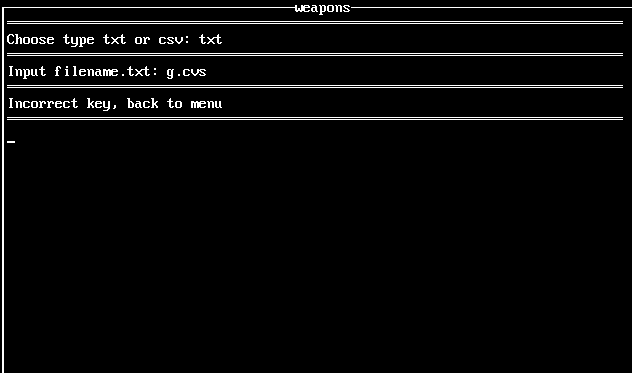 weapons
Choose type txt or csv: txt
Input filename.txt: g.cvs
Incorrect key, back to menu